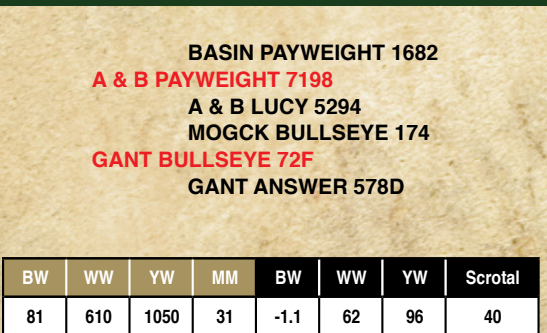 BASIN PAYWEIGHT 1682
A & B PAYWEIGHT 7198
A & B LUCY 5294
MOGCK BULLSEYE 174
GANT BULLSEYE 72F
GANT ANSWER 578D
BW WW YW MM BW WW YW Scrotal
81 610 1050 31 -1.1 62 96 40